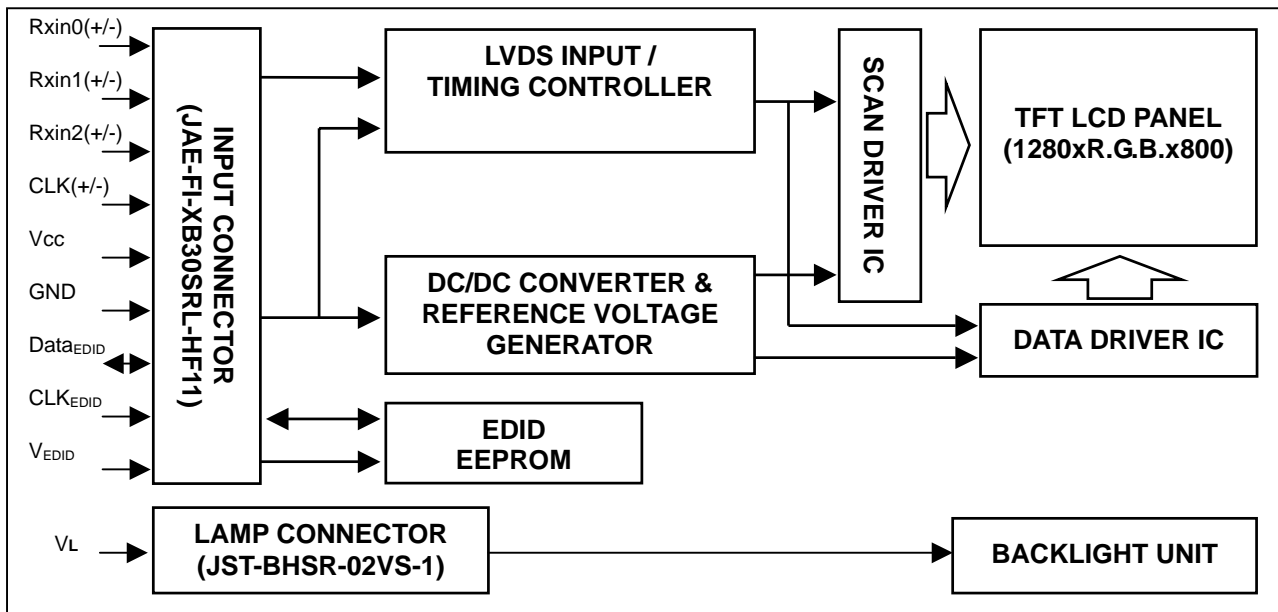 Rxin0(+/-)
Rxin1(+/-)
Rxin2(+/-)
CLK(+/-)
Vcc
GND
DataEDID
CLKEDID
VEDID
VL
INPUT CONNECTOR
(JAE-FI-XB30SRL-HF11)
LVDS INPUT /
TIMING CONTROLLER
DC/DC CONVERTER &
REFERENCE VOLTAGE
GENERATOR
EDID
EEPROM
LAMP CONNECTOR
(JST-BHSR-02VS-1)
SCAN DRIVER IC
TFT LCD PANEL
(1280xR.G.B.x800)
DATA DRIVER IC
BACKLIGHT UNIT